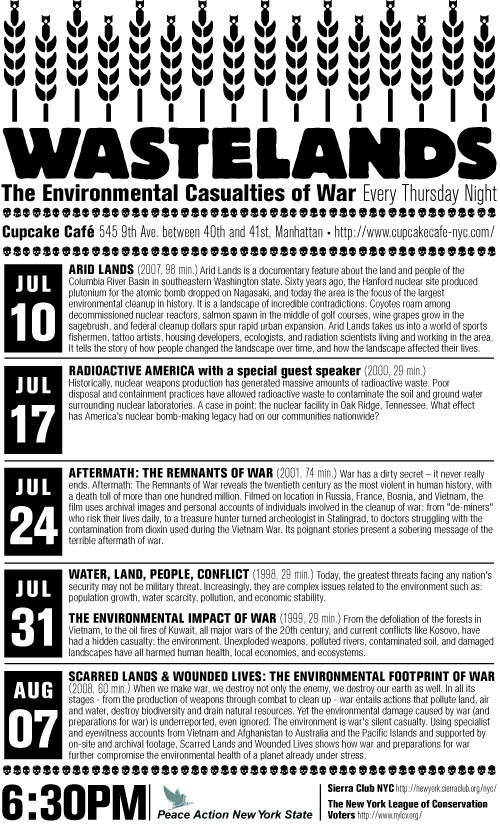 WASTELANDS
The Environmental Casualties of War Every Thursday Night
Cupcake Café 545 9th Ave. between 40th and 41st, Manhattan • http://www.cupcakecafe-nyc.com/
JUL
10
ARID LANDS (2007, 98 min.) Arid Lands is a documentary feature about the land and people of the
Columbia River Basin in southeastern Washington state. Sixty years ago, the Hanford nuclear site produced
plutonium for the atomic bomb dropped on Nagasaki, and today the area is the focus of the largest
environmental cleanup in history. It is a landscape of incredible contradictions. Coyotes roam among
decommissioned nuclear reactors, salmon spawn in the middle of golf courses, wine grapes grow in the
sagebrush, and federal cleanup dollars spur rapid urban expansion. Arid Lands takes us into a world of sports
fishermen, tattoo artists, housing developers, ecologists, and radiation scientists living and working in the area.
It tells the story of how people changed the landscape over time, and how the landscape affected their lives.
JUL
17
RADIOACTIVE AMERICA with a special guest speaker (2000, 29 min.)
Historically, nuclear weapons production has generated massive amounts of radioactive waste. Poor
disposal and containment practices have allowed radioactive waste to contaminate the soil and ground water
surrounding nuclear laboratories. A case in point: the nuclear facility in Oak Ridge, Tennessee. What effect
has America's nuclear bomb-making legacy had on our communities nationwide?
JUL
24
AFTERMATH: THE REMNANTS OF WAR (2001, 74 min.) War has a dirty secret – it never really
ends. Aftermath: The Remnants of War reveals the twentieth century as the most violent in human history, with
a death toll of more than one hundred million. Filmed on location in Russia, France, Bosnia, and Vietnam, the
film uses archival images and personal accounts of individuals involved in the cleanup of war: from "de-miners"
who risk their lives daily, to a treasure hunter turned archeologist in Stalingrad, to doctors struggling with the
contamination from dioxin used during the Vietnam War. Its poignant stories present a sobering message of the
terrible aftermath of war.
JUL
31
WATER, LAND, PEOPLE, CONFLICT (1998, 29 min.) Today, the greatest threats facing any nation's
security may not be military threat. Increasingly, they are complex issues related to the environment such as:
population growth, water scarcity, pollution, and economic stability.
THE ENVIRONMENTAL IMPACT OF WAR (1999, 29 min.) From the defoliation of the forests in
Vietnam, to the oil fires of Kuwait, all major wars of the 20th century, and current conflicts like Kosovo, have
had a hidden casualty: the environment. Unexploded weapons, polluted rivers, contaminated soil, and damaged
landscapes have all harmed human health, local economies, and ecosystems.
AUG
07
SCARRED LANDS & WOUNDED LIVES: THE ENVIRONMENTAL FOOTPRINT OF WAR
(2008, 60 min.) When we make war, we destroy not only the enemy, we destroy our earth as well. In all its
stages - from the production of weapons through combat to clean up - war entails actions that pollute land, air
and water, destroy biodiversity and drain natural resources. Yet the environmental damage caused by war (and
preparations for war) is underreported, even ignored. The environment is war's silent casualty. Using specialist
and eyewitness accounts from Vietnam and Afghanistan to Australia and the Pacific Islands and supported by
on-site and archival footage, Scarred Lands and Wounded Lives shows how war and preparations for war
further compromise the environmental health of a planet already under stress.
6:30PM
Peace Action New York State
Sierra Club NYC http://newyork.sierraclub.org/nyc/
The New York League of Conservation
Voters http://www.nylcv.org/